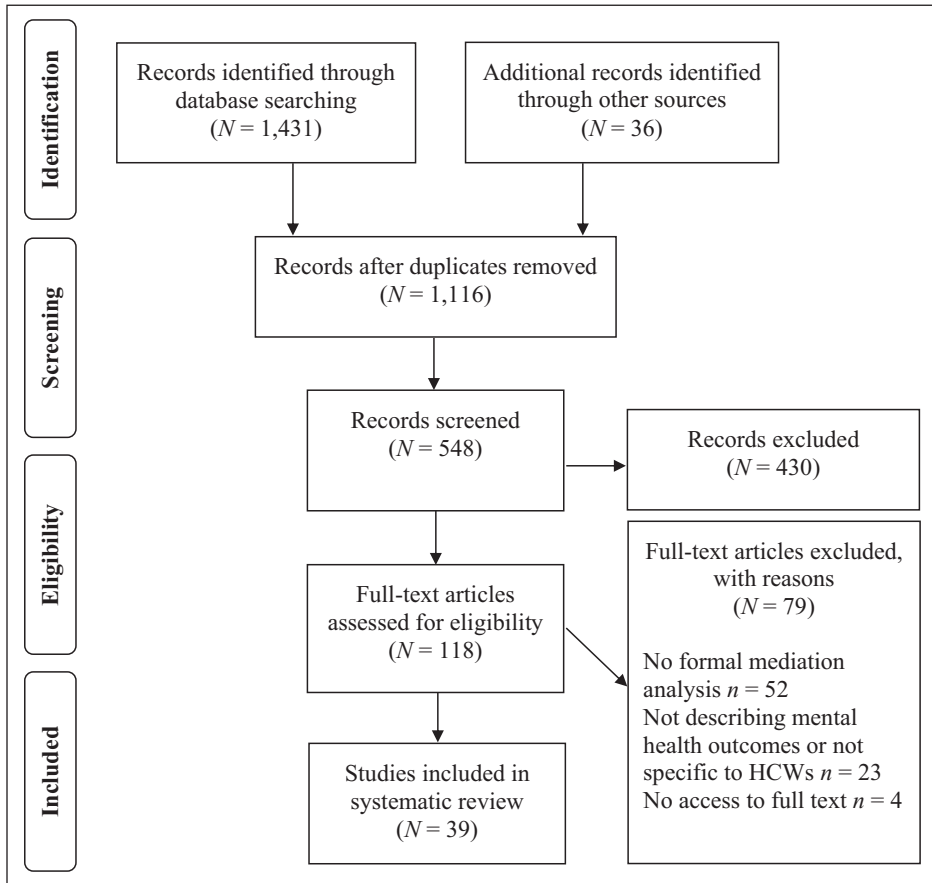 Identification
Records identified through
database searching
(N = 1,431)
Additional records identified
through other sources
(N = 36)
Screening
Records after duplicates removed
(N = 1,116)
Records screened
(N = 548)
Records excluded
(N = 430)
Eligibility
Full-text articles
assessed for eligibility
(N = 118)
Full-text articles excluded,
with reasons
(N = 79)
No formal mediation
analysis n = 52
Not describing mental
health outcomes or not
specific to HCWs n = 23
No access to full text n = 4
Included
Studies included in
systematic review
(N = 39)